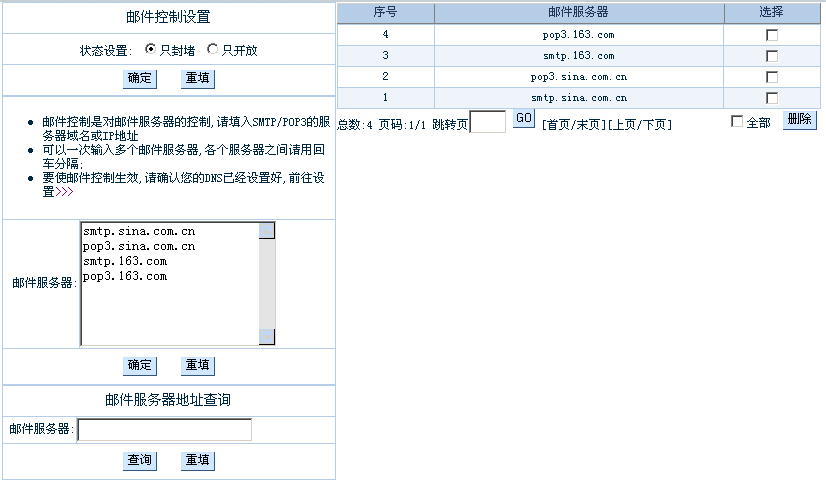 邮件控制设置
状态设置: 只封堵 只开放
确定 重填
邮件控制是对邮件服务器的控制,请填入SMTP/POP3的服
务器域名或IP地址
可以一次输入多个邮件服务器,各个服务器之间请用回
车分隔;
要使邮件控制生效,请确认您的DNS已经设置好,前往设
置>>>
邮件服务器:
smtp.sina.com.cn
pop3.sina.com.cn
smtp.163.com
pop3.163.com
确定 重填
邮件服务器地址查询
邮件服务器:
查询 重填
序号 邮件服务器 选择
4 pop3.163.com
3 smtp.163.com
2 pop3.sina.com.cn
1 smtp.sina.com.cn
总数:4 页码:1/1 跳转页 GO [首页/末页][上页/下页] 全部 删除